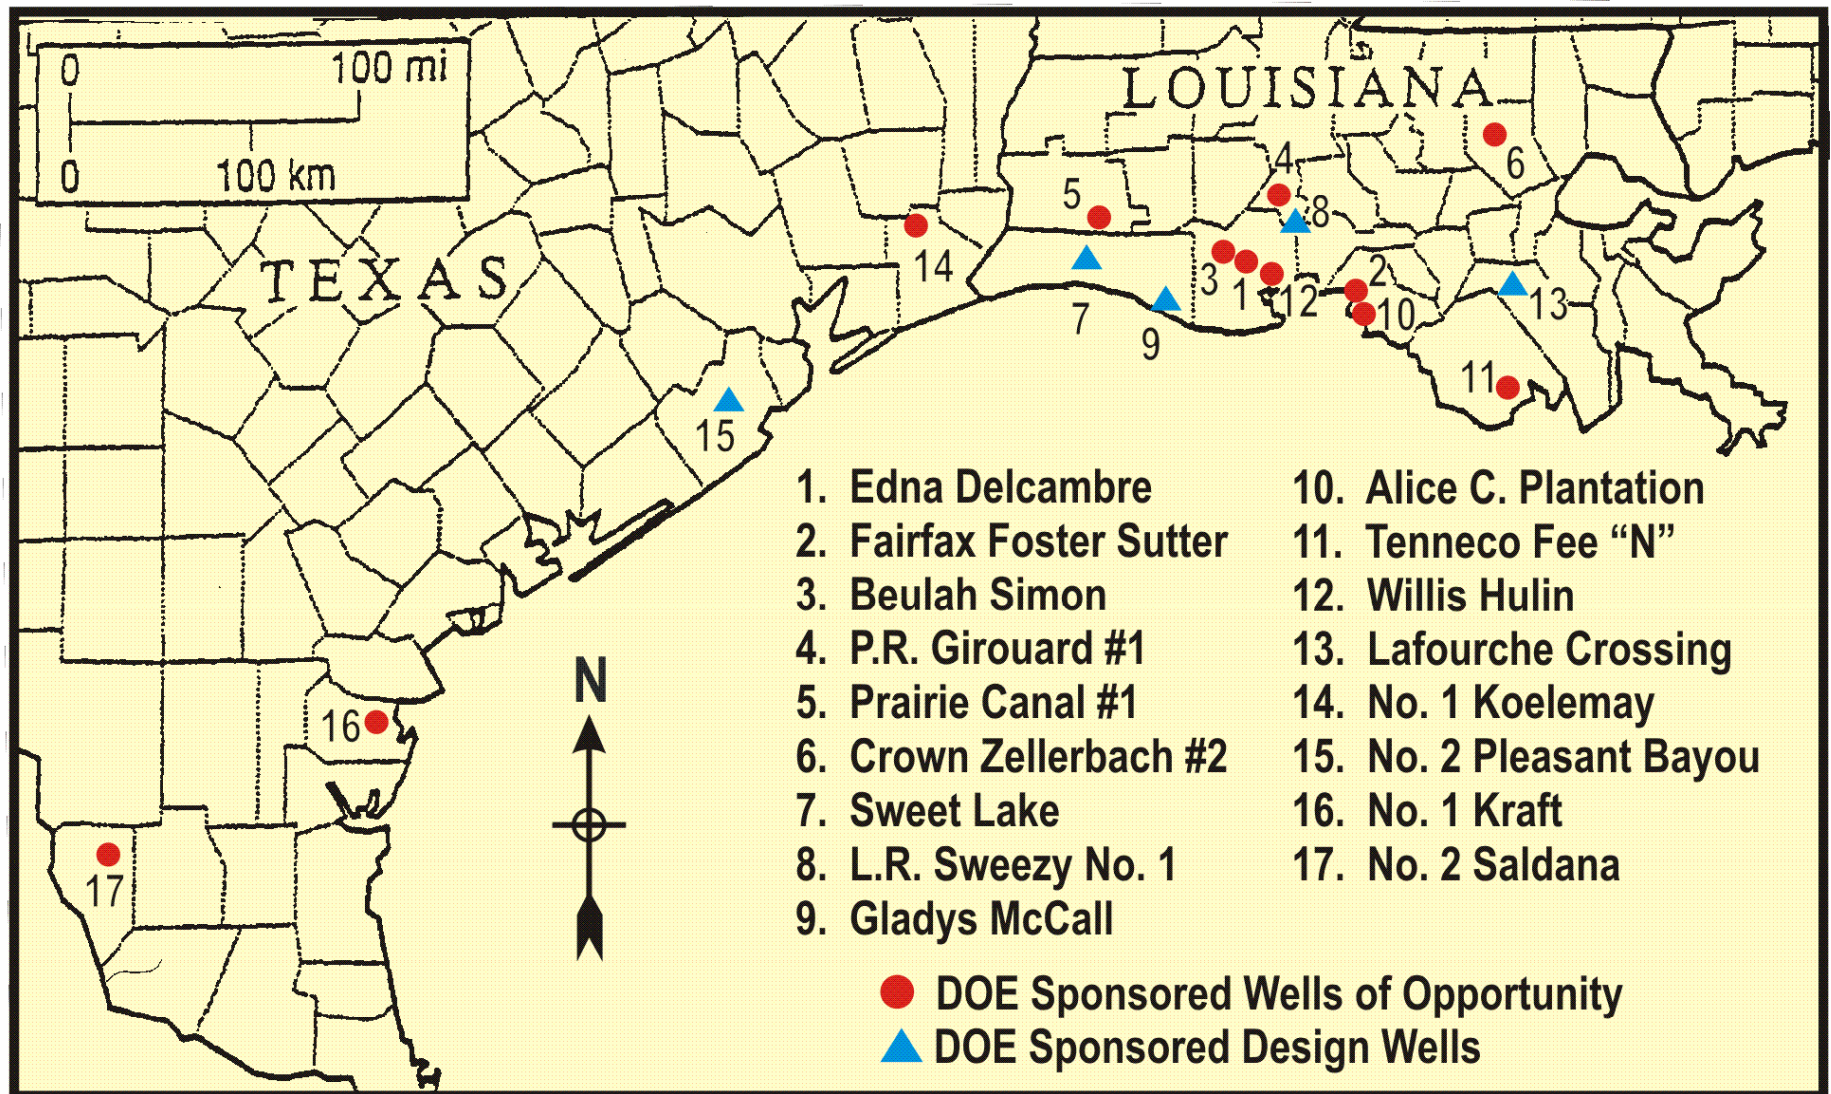 0 100 mi
0 100 km
LOUISIANA
TEXAS
4
6
5
8
14
3
1
12
2
10
13
7
9
11
15
16
17
N
1. Edna Delcambre
2. Fairfax Foster Sutter
3. Beulah Simon
4. P.R. Girouard #1
5. Prairie Canal #1
6. Crown Zellerbach #2
7. Sweet Lake
8. L.R. Sweezy No. 1
9. Gladys McCall
10. Alice C. Plantation
11. Tenneco Fee “N”
12. Willis Hulin
13. Lafourche Crossing
14. No. 1 Koelemay
15. No. 2 Pleasant Bayou
16. No. 1 Kraft
17. No. 2 Saldana
DOE Sponsored Wells of Opportunity
DOE Sponsored Design Wells